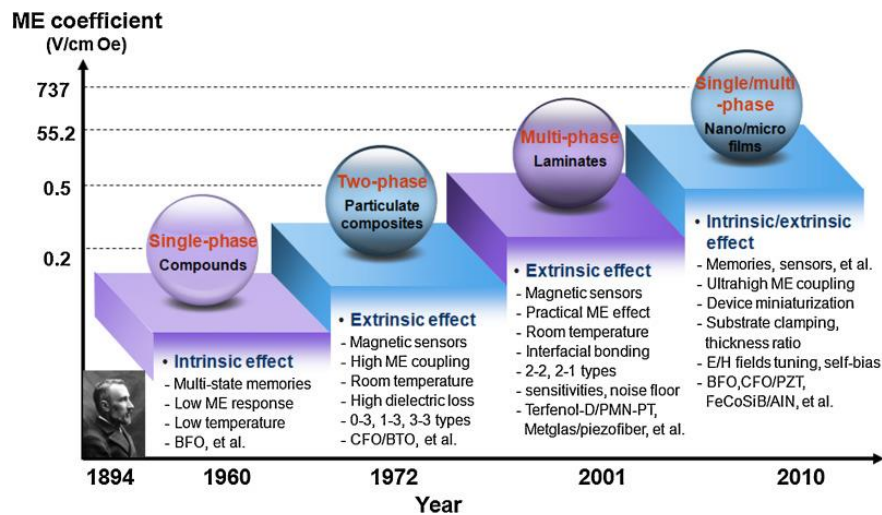 ME coefficient
(V/cm Oe)
737
55.2
0.5
0.2
Single-phase
Compounds
• Intrinsic effect
- Multi-state memories
- Low ME response
- Low temperature
- BFO, et al.
Two-phase
Particulate
composites
• Extrinsic effect
- Magnetic sensors
- High ME coupling
- Room temperature
- High dielectric loss
- 0-3, 1-3, 3-3 types
- CFO/BTO, et al.
Multi-phase
Laminates
• Extrinsic effect
- Magnetic sensors
- Practical ME effect
- Room temperature
- Interfacial bonding
- 2-2, 2-1 types
- sensitivities, noise floor
- Terfenol-D/PMN-PT,
Metglas/piezofiber, et al.
Single/multi
-phase
Nano/micro
films
• Intrinsic/extrinsic
effect
- Memories, sensors, et al.
- Ultrahigh ME coupling
- Device miniaturization
- Substrate clamping,
thickness ratio
- E/H fields tuning, self-bias
- BFO,CFO/PZT,
FeCoSiB/AlN, et al.
1894
1960
1972
2001
2010
Year